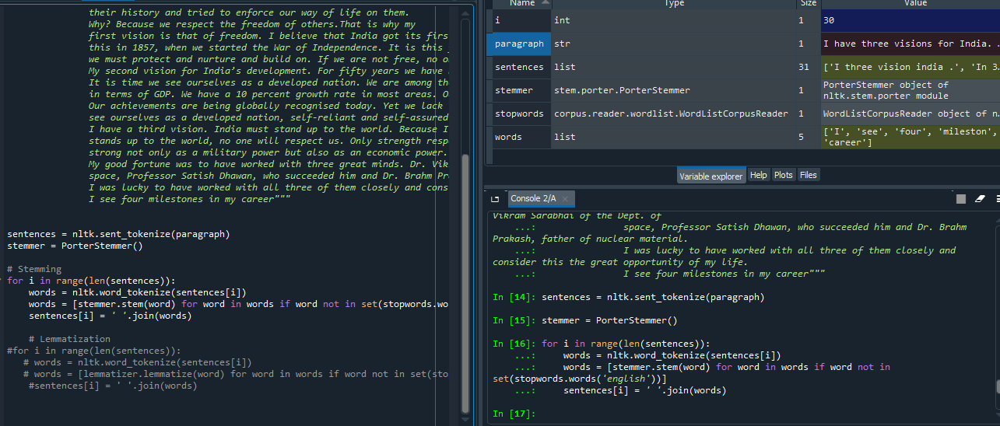 their history and tried to enforce our way of life on them.
Why? Because we respect the freedom of others.That is why my
first vision is that of freedom. I believe that India got its firs
this in 1857, when we started the War of Independence. It is this
we must protect and nurture and build on. If we are not free, no o
My second vision for India's development. For fifty years we have
It is time we see ourselves as a developed nation. We are among th
in terms of GDP. We have a 10 percent growth rate in most areas. O
Our achievements are being globally recognised today. Yet we lack
see ourselves as a developed nation, self-reliant and self-assured
I have a third vision. India must stand up to the world. Because I
stands up to the world, no one will respect us. Only strength resp
strong not only as a military power but also as an economic power.
My good fortune was to have worked with three great minds. Dr. Vik
space, Professor Satish Dhawan, who succeeded him and Dr. Brahm Pr
I was lucky to have worked with all three of them closely and cons
I see four milestones in my career"""
sentences = nltk.sent_tokenize(paragraph)
stemmer = PorterStemmer()
# Stemming
for i in range(len(sentences)):
words = nltk.word_tokenize(sentences[i])
words = [stemmer.stem(word) for word in words if word not in set(stopwords.wo
sentences[i] = ' '.join(words)
# Lemmatization
#for i in range(len(sentences)):
# words = nltk.word_tokenize(sentences[i])
# words = [lemmatizer.lemmatize(word) for word in words if word not in set(sto
#sentences[i] = ' '.join(words)
Name Type Size Value
i int 1 30
paragraph str 1 I have three visions for India. .
sentences list 31 ['I three vision india .', 'In 3…
stemmer stem.porter.PorterStemmer 1 PorterStemmer object of
nltk.stem.porter module
stopwords corpus.reader.wordlist.WordListCorpusReader 1 WordListCorpusReader object of n…
words list 5 ['I', 'see', 'four', 'mileston',
'career']
Variable explorer Help Plots Files
Console 2/A
Vikram Sarabhai of the Dept. of
...: space, Professor Satish Dhawan, who succeeded him and Dr. Brahm
Prakash, father of nuclear material.
...: I was lucky to have worked with all three of them closely and
consider this the great opportunity of my life.
...: I see four milestones in my career"""
In [14]: sentences = nltk.sent_tokenize(paragraph)
In [15]: stemmer = PorterStemmer()
In [16]: for i in range(len(sentences)):
...: words = nltk.word_tokenize(sentences[i])
...: words = [stemmer.stem(word) for word in words if word not in
set(stopwords.words('english'))]
...: sentences[i] = ' '.join(words)
In [17]: